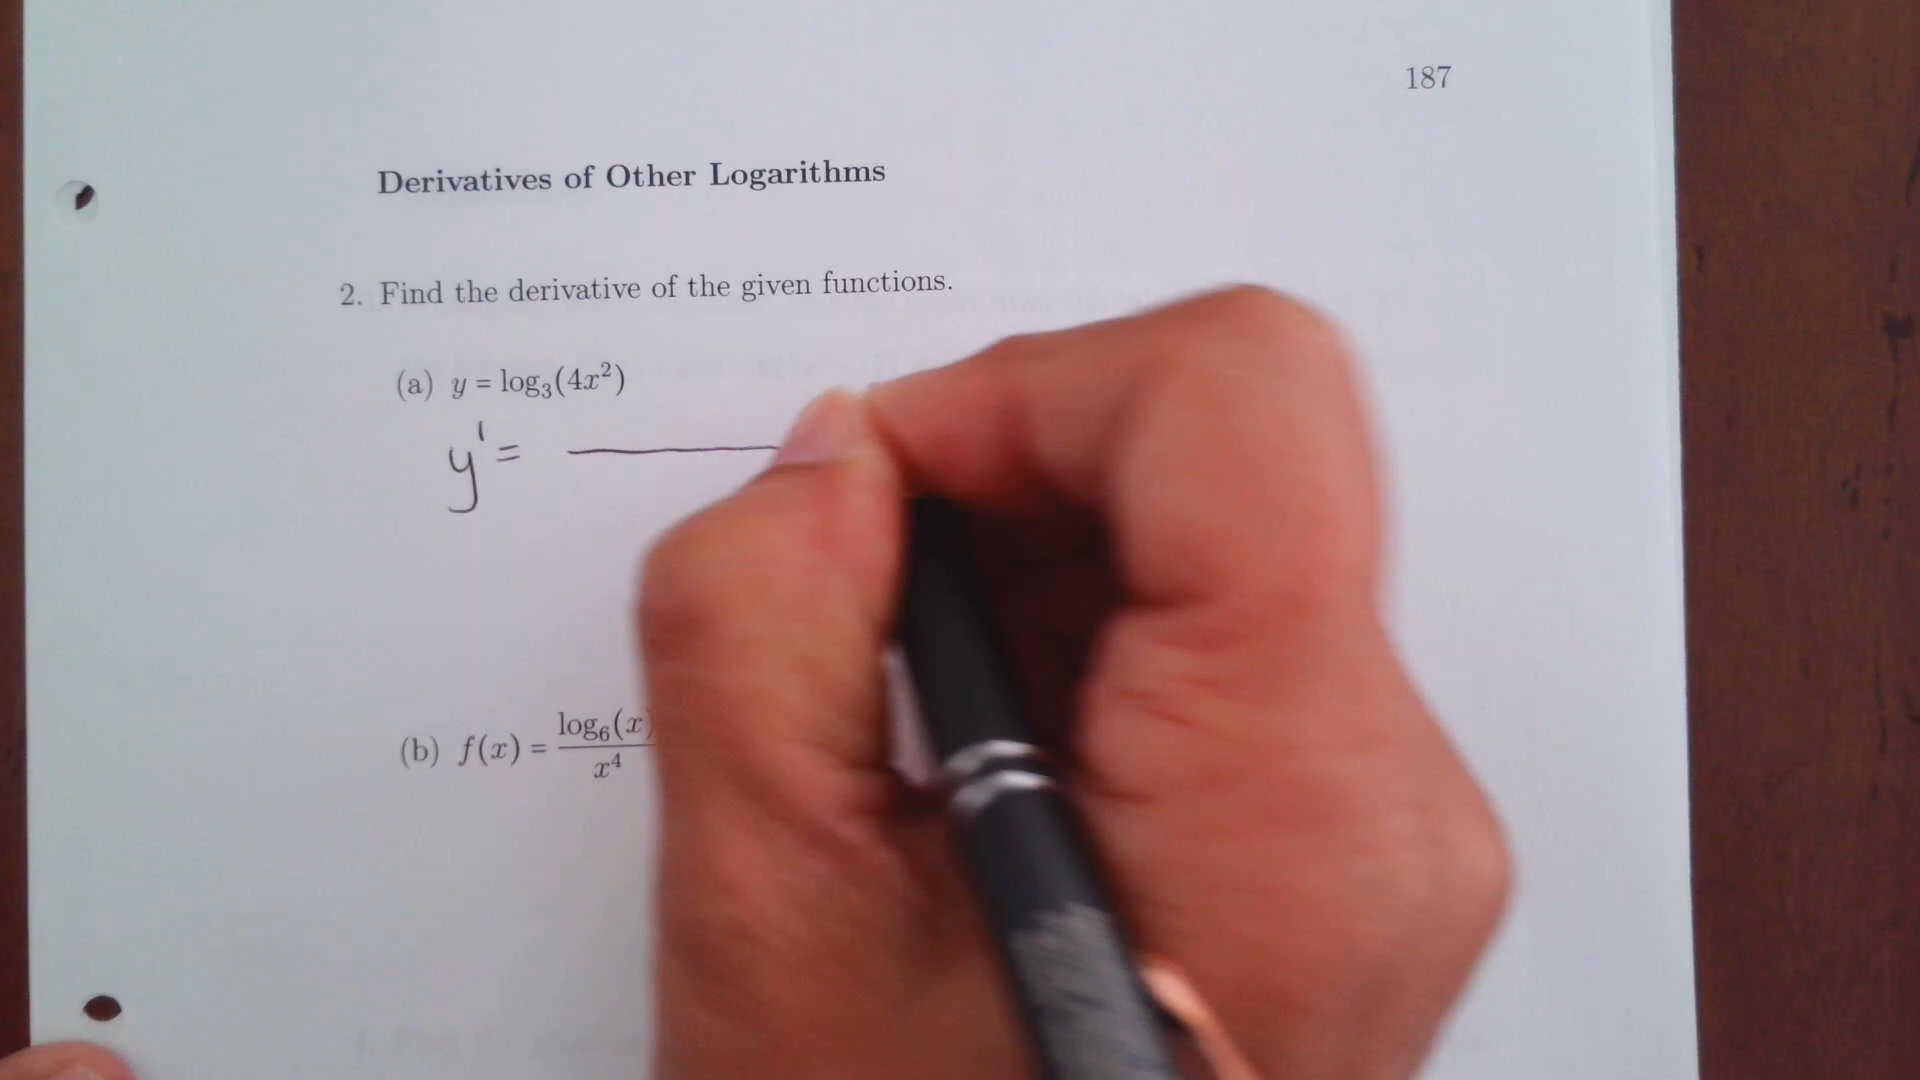 187
Derivatives of Other Logarithms
2. Find the derivative of the given functions.
(a) y = log₃(4x²)
y' =
(b) f(x) = log₆(x)
x⁴